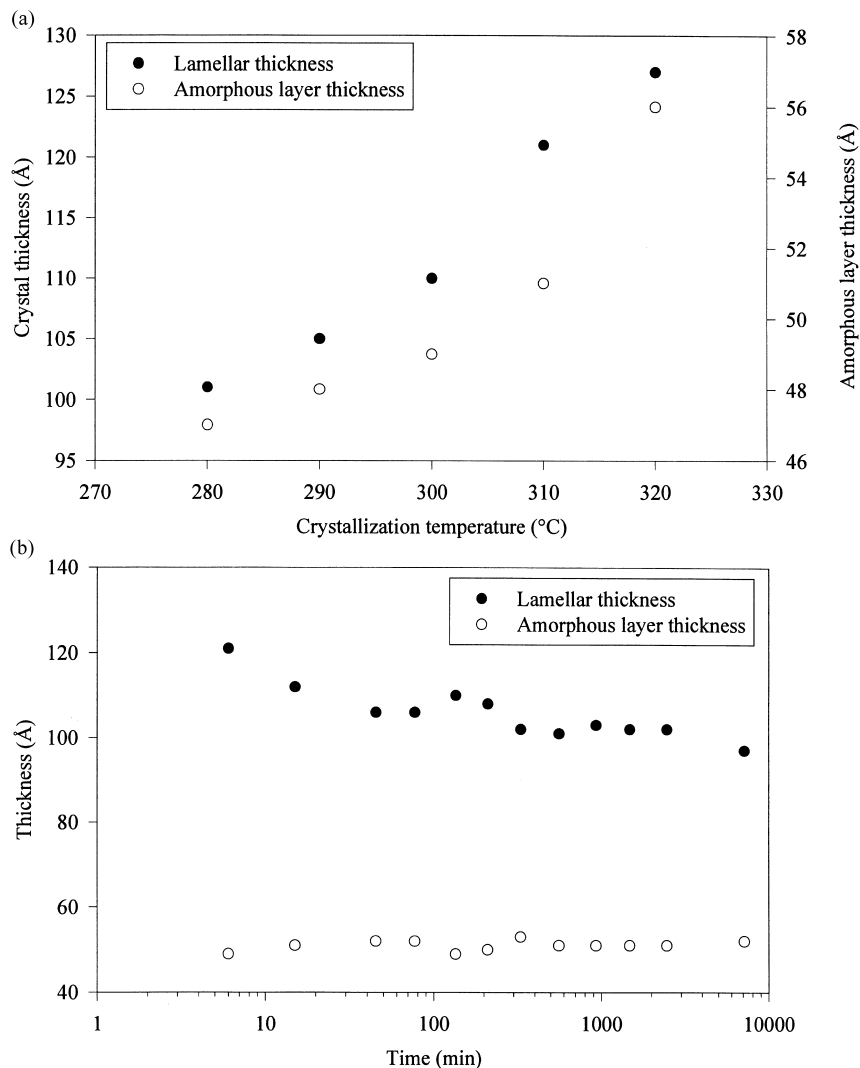 (a)
130
125
120
115
110
105
100
95
58
56
54
52
50
48
46
Lamellar thickness
Amorphous layer thickness
Crystal thickness (Å)
Amorphous layer thickness (Å)
270 280 290 300 310 320 330
Crystallization temperature (°C)
(b)
140
120
100
80
60
40
Lamellar thickness
Amorphous layer thickness
Thickness (Å)
1 10 100 1000 10000
Time (min)